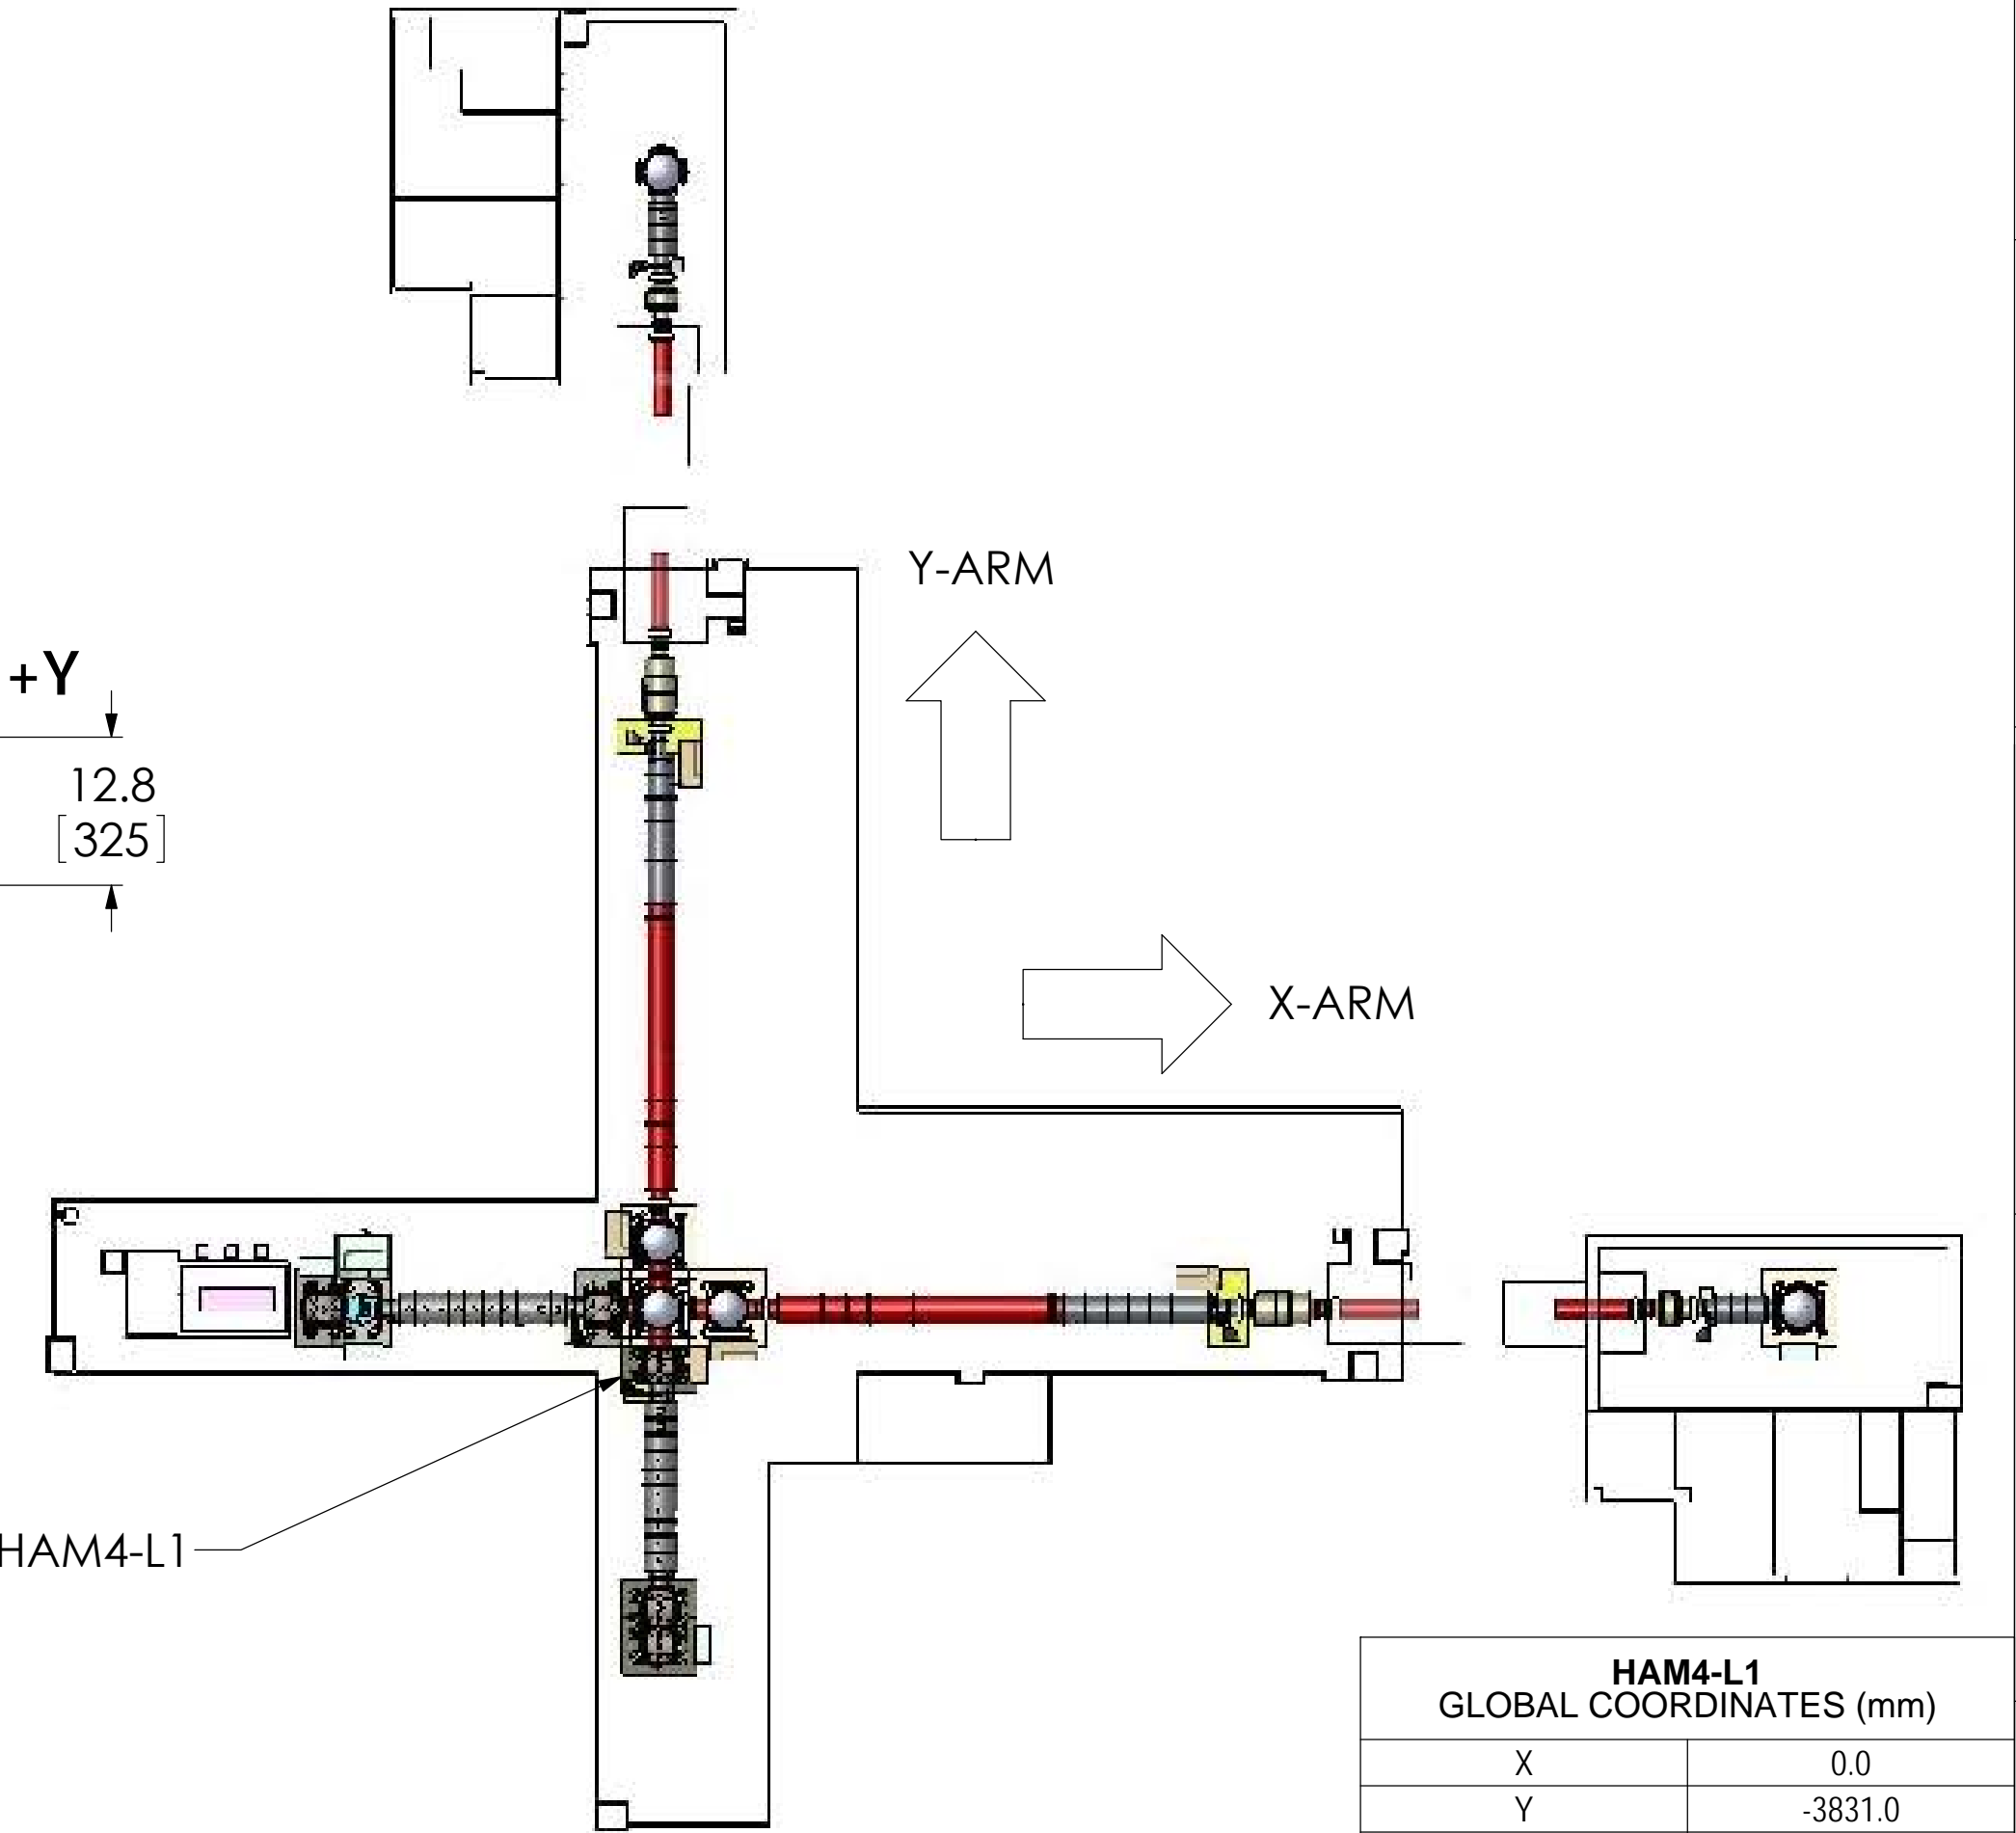 Y-ARM
+Y
12.8
[325]
X-ARM
HAM4-L1
HAM4-L1
GLOBAL COORDINATES (mm)
X 0.0
Y -3831.0